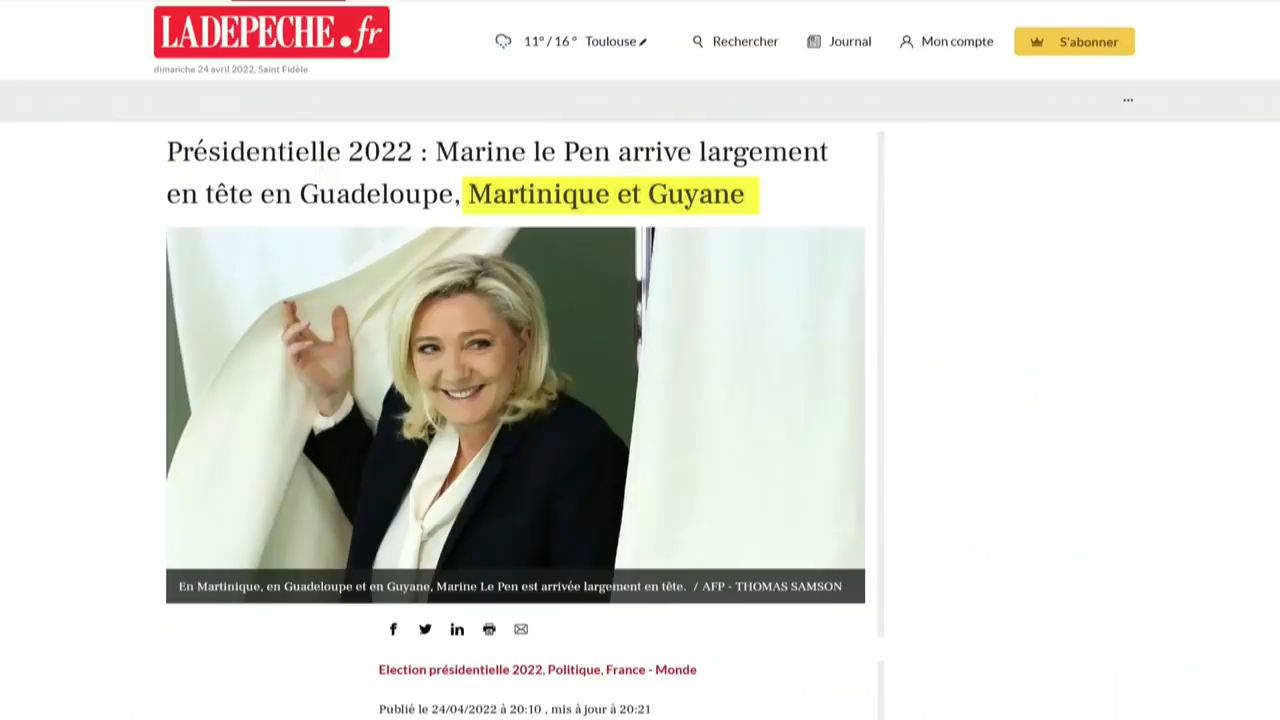 LADEPECHE.fr
11°/16° Toulouse
Rechercher
Journal
Mon compte
S'abonner
dimanche 24 avril 2022, Saint Fidèle
...
Présidentielle 2022 : Marine le Pen arrive largement
en tête en Guadeloupe, Martinique et Guyane
En Martinique, en Guadeloupe et en Guyane, Marine Le Pen est arrivée largement en tête. / AFP - THOMAS SAMSON
Election présidentielle 2022, Politique, France - Monde
Publié le 24/04/2022 à 20:10 , mis à jour à 20:21